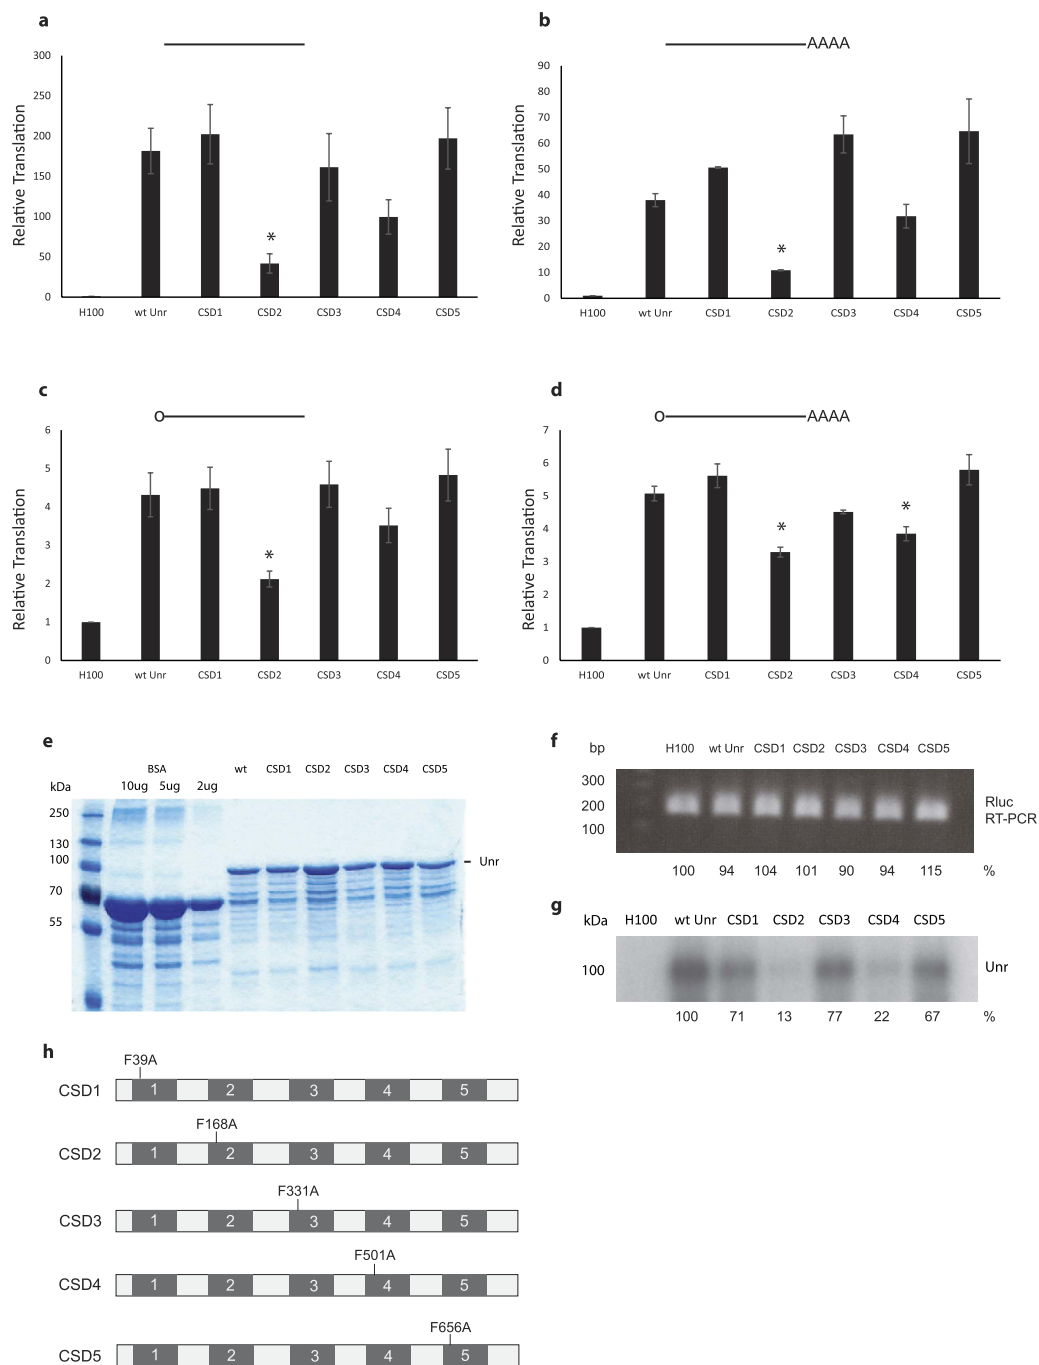 a
300
250
200
150
100
50
0
Relative Translation
*
H100 wt Unr CSD1 CSD2 CSD3 CSD4 CSD5
b
AAAA
90
80
70
60
50
40
30
20
10
0
Relative Translation
*
H100 wt Unr CSD1 CSD2 CSD3 CSD4 CSD5
c
O
6
5
4
3
2
1
0
Relative Translation
*
H100 wt Unr CSD1 CSD2 CSD3 CSD4 CSD5
d
O AAAA
7
6
5
4
3
2
1
0
Relative Translation
* *
H100 wt Unr CSD1 CSD2 CSD3 CSD4 CSD5
e
BSA wt CSD1 CSD2 CSD3 CSD4 CSD5
kDa 10ug 5ug 2ug
250
130
100
70
55
Unr
f
bp H100 wt Unr CSD1 CSD2 CSD3 CSD4 CSD5
300
200
100
Rluc
RT-PCR
100 94 104 101 90 94 115 %
g
kDa H100 wt Unr CSD1 CSD2 CSD3 CSD4 CSD5
100 Unr
100 71 13 77 22 67 %
h
F39A
CSD1 1 2 3 4 5
F168A
CSD2 1 2 3 4 5
F331A
CSD3 1 2 3 4 5
F501A
CSD4 1 2 3 4 5
F656A
CSD5 1 2 3 4 5